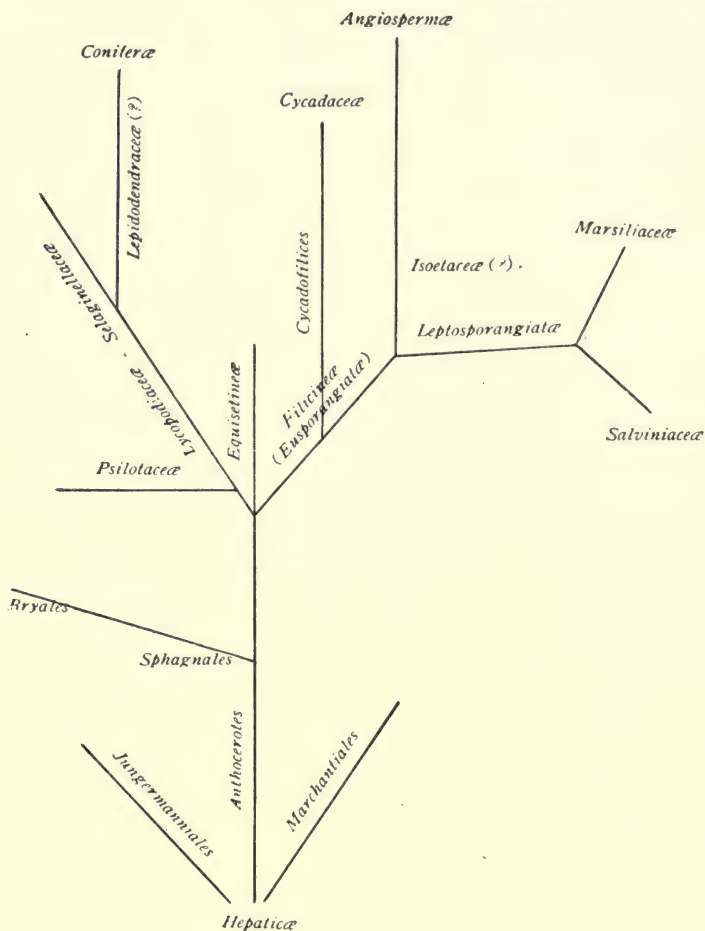 Angiospermæ
Coniferæ
Cycadaceæ
Lepidodendraceæ (?)
Marsiliaceæ
Cycadofilices
Isoetaceæ (?).
Lycopodiaceæ - Selaginellaceæ
Leptosporangiatæ
Equisetineæ
Filicineæ
(Eusporangiatæ)
Salviniaceæ
Psilotaceæ
Bryales
Sphagnales
Anthocerotes
Jungermanniales
Marchantiales
Hepaticæ